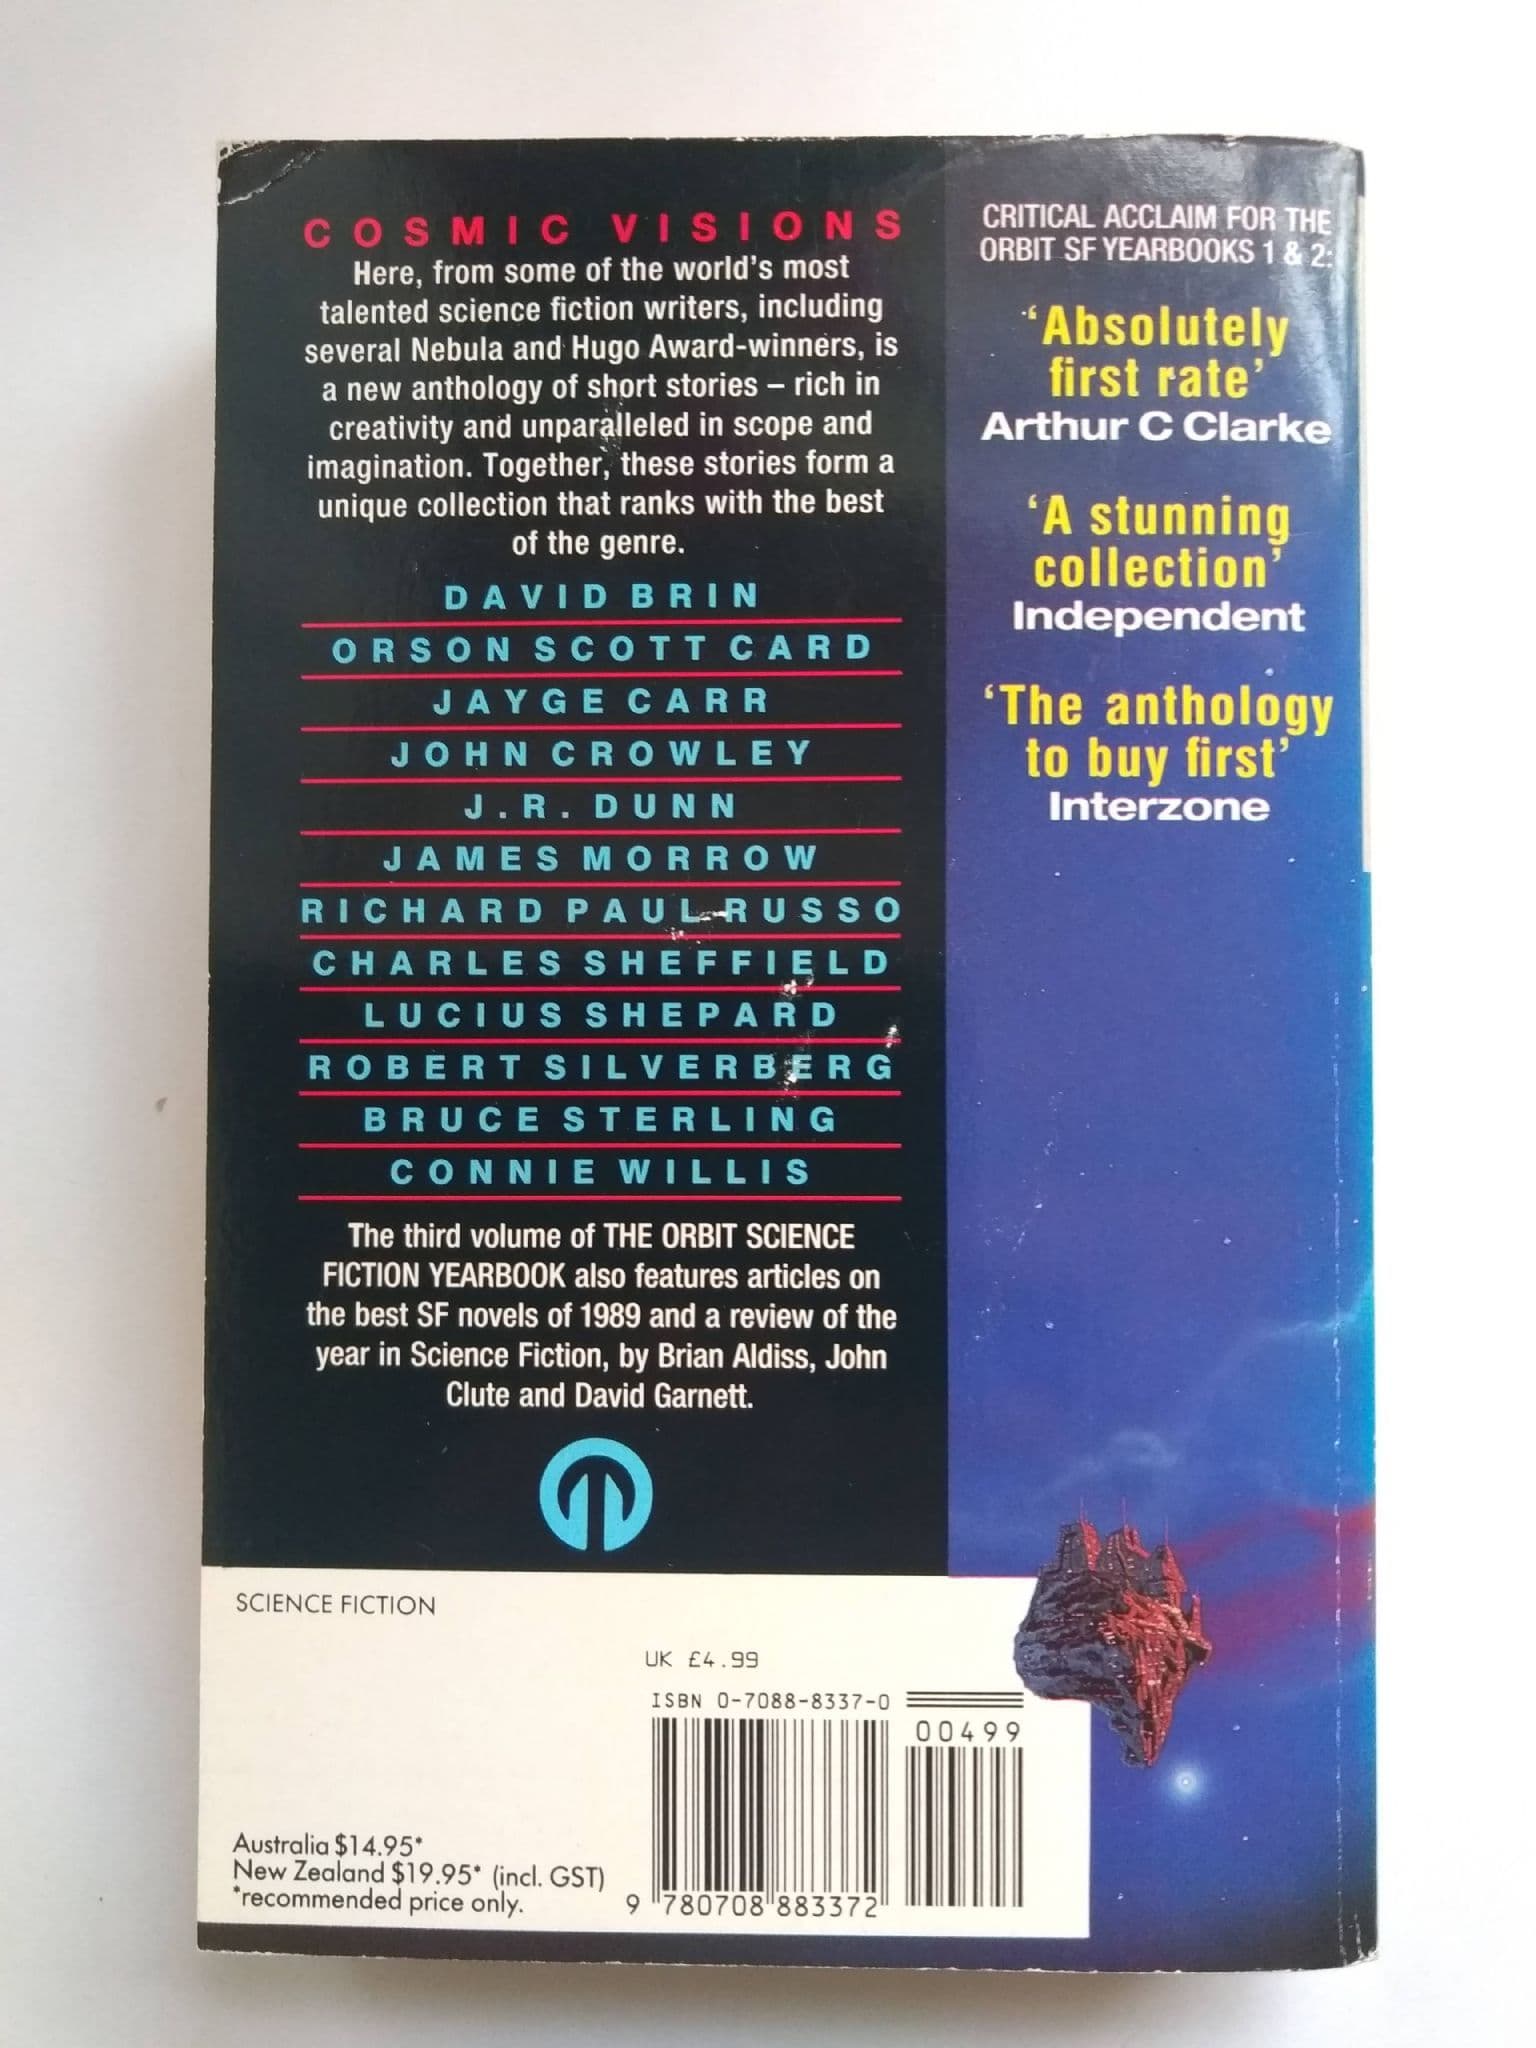 COSMIC VISIONS
Here, from some of the world's most
talented science fiction writers, including
several Nebula and Hugo Award-winners, is
a new anthology of short stories – rich in
creativity and unparalleled in scope and
imagination. Together, these stories form a
unique collection that ranks with the best
of the genre.
DAVID BRIN
ORSON SCOTT CARD
JAYGE CARR
JOHN CROWLEY
J.R. DUNN
JAMES MORROW
RICHARD PAUL RUSSO
CHARLES SHEFFIELD
LUCIUS SHEPARD
ROBERT SILVERBERG
BRUCE STERLING
CONNIE WILLIS
The third volume of THE ORBIT SCIENCE
FICTION YEARBOOK also features articles on
the best SF novels of 1989 and a review of the
year in Science Fiction, by Brian Aldiss, John
Clute and David Garnett.
CRITICAL ACCLAIM FOR THE
ORBIT SF YEARBOOKS 1 & 2:
‘Absolutely
first rate’
Arthur C Clarke
‘A stunning
collection’
Independent
‘The anthology
to buy first’
Interzone
SCIENCE FICTION
UK £4.99
ISBN 0-7088-8337-0
00499
Australia $14.95*
New Zealand $19.95* (incl. GST)
*recommended price only.
9 780708 883372